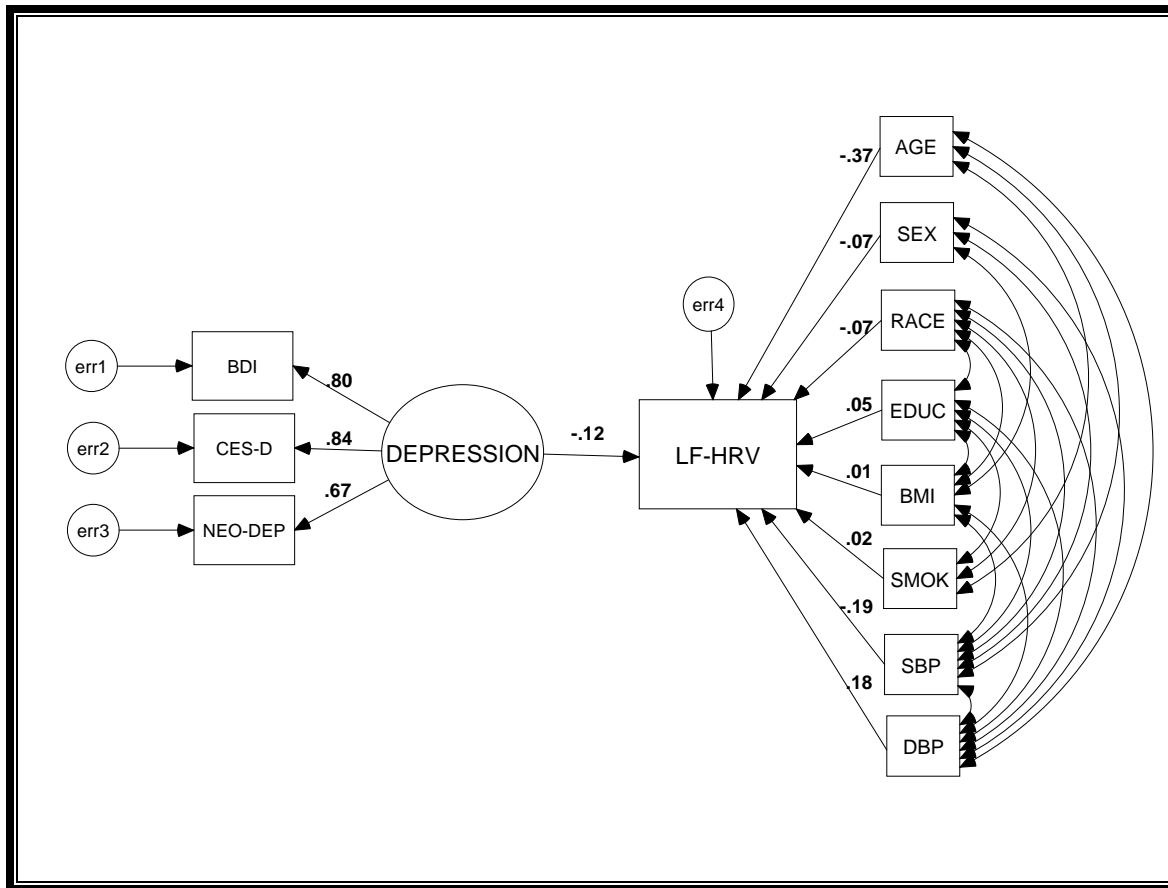 AGE
-.37
SEX
-.07
err4
RACE
-.07
err1
BDI
.80
EDUC
.05
err2
CES-D
.84
DEPRESSION
-.12
LF-HRV
BMI
.01
err3
NEO-DEP
.67
SMOK
.02
SBP
-.19
DBP
.18